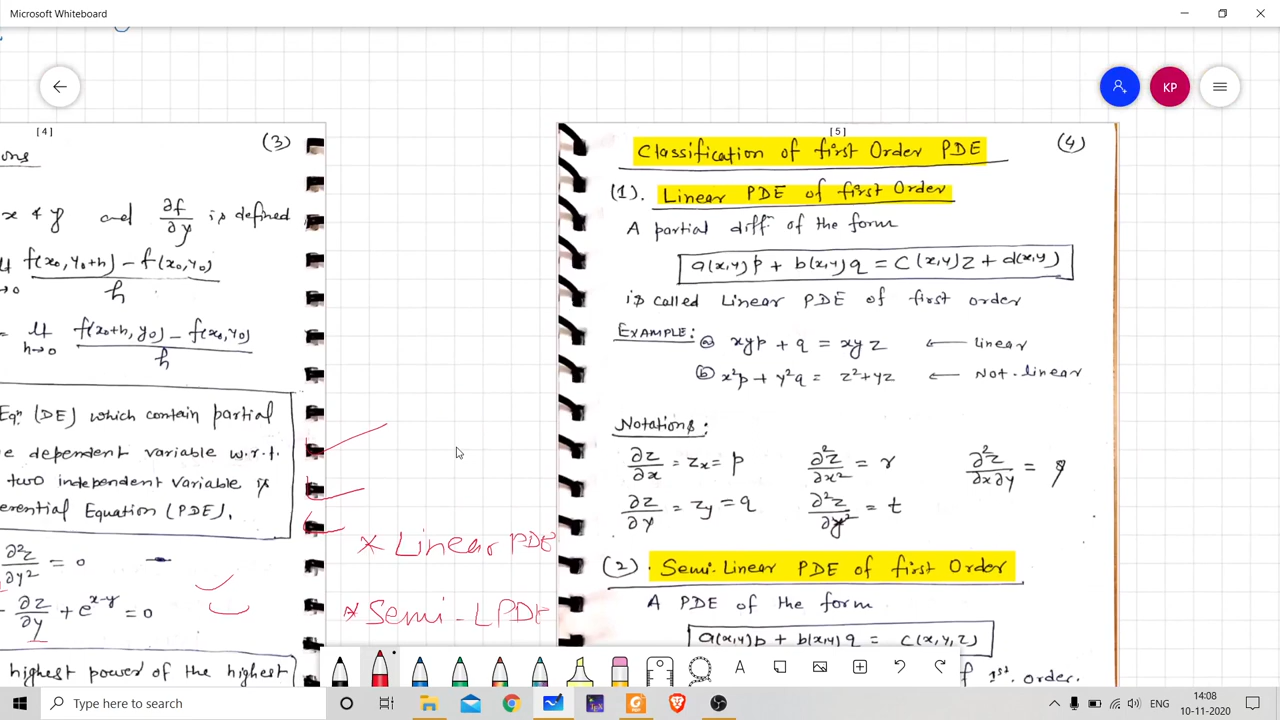 Microsoft Whiteboard
KP
[4]
(3)
ons
x & y and ∂f/∂y is defined
f(x₀,y₀+h) − f(x₀,y₀) / h
→0
= lt h→0 f(x₀+h, y₀) − f(x₀,y₀) / h
Eqⁿ (DE) which contain partial
e dependent variable w.r.t.
two independent variable is
erential Equation (PDE).
∂²z/∂y² = 0
∂z/∂y + e^(x-y) = 0
highest power of the highest
* Linear PDE
* Semi-LPDE
[5]
(4)
Classification of first Order PDE
(1). Linear PDE of first Order
A partial diffⁿ of the form
a(x,y)p + b(x,y)q = C(x,y)z + d(x,y)
is called Linear PDE of first order
EXAMPLE: (a) xyp + q = xyz ← linear
(b) x²p + y²q = z² + yz ← Not linear
Notations:
∂z/∂x = zx = p ∂²z/∂x² = r ∂²z/∂x∂y = s
∂z/∂y = zy = q ∂²z/∂y² = t
(2). Semi-Linear PDE of first Order
A PDE of the form
a(x,y)p + b(x,y)q = C(x,y,z)
f 1st. order.
Type here to search
ENG
14:08
10-11-2020